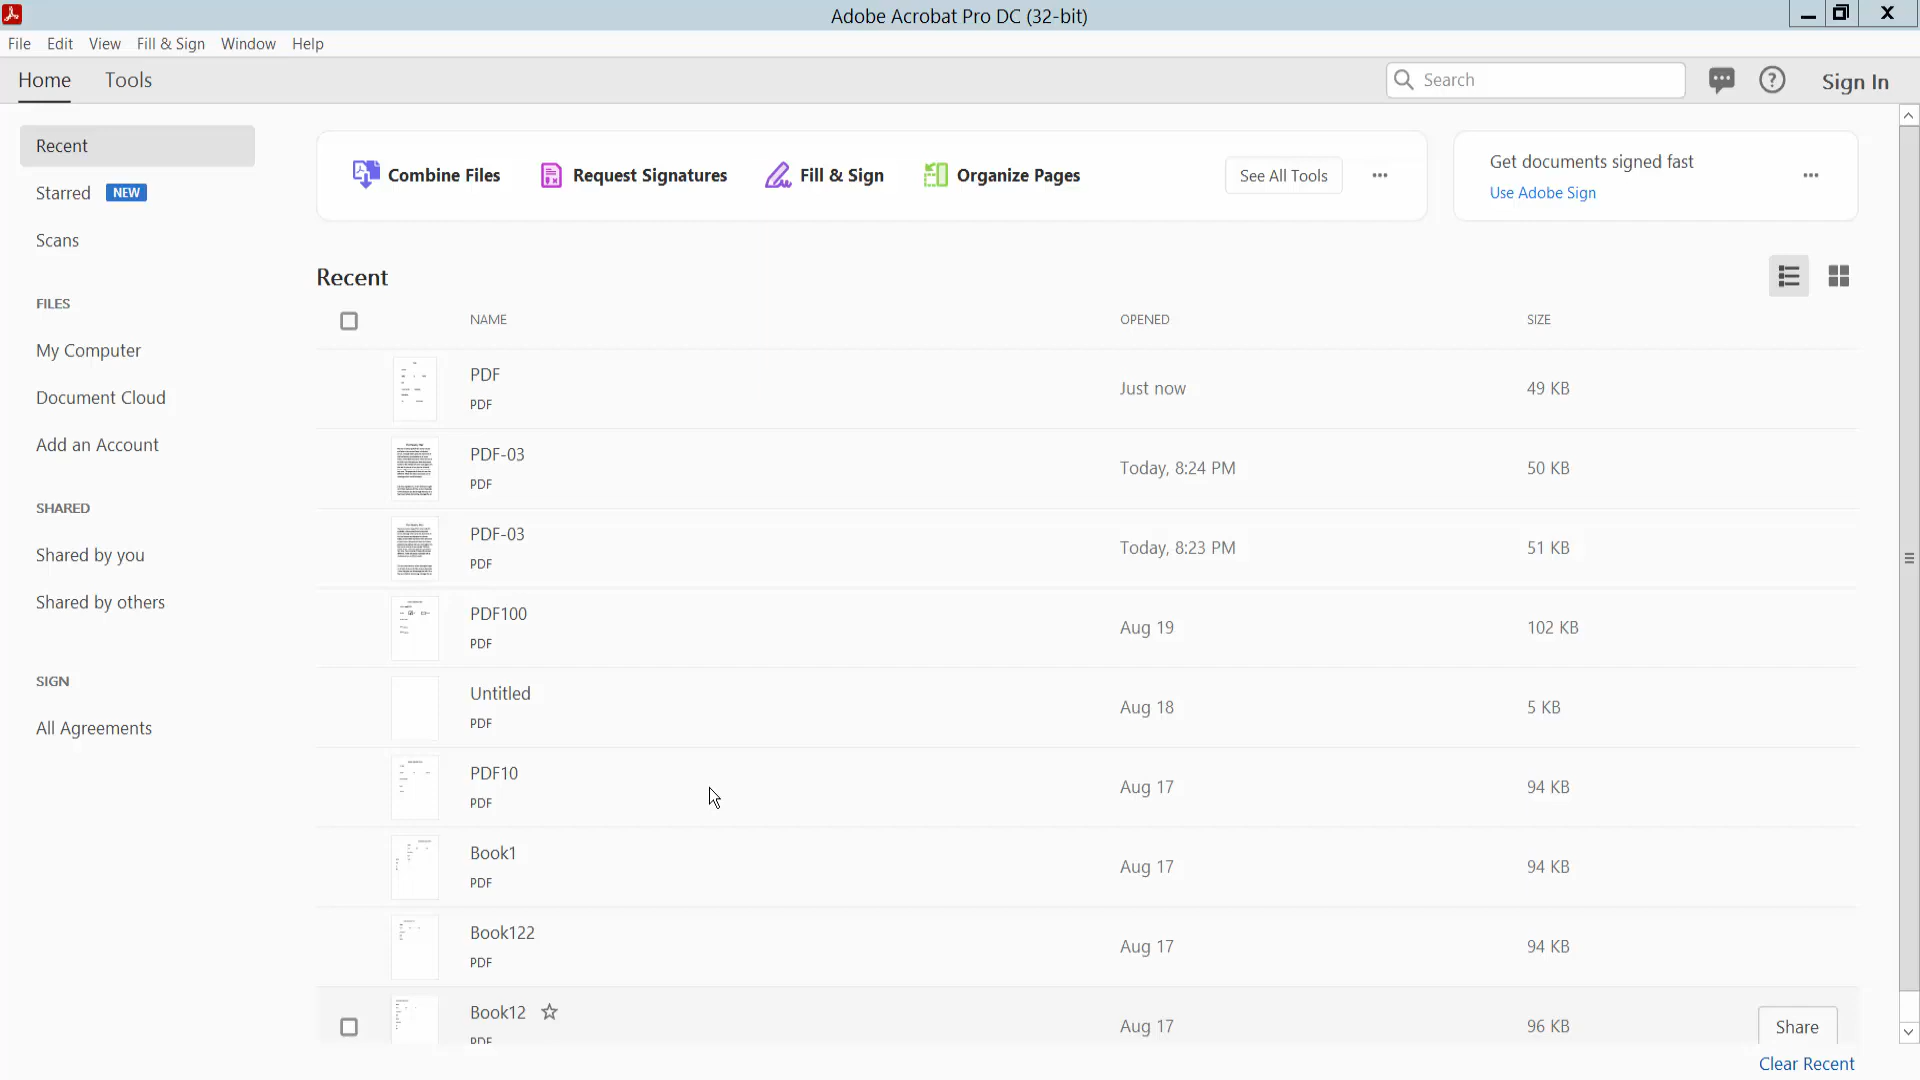 Adobe Acrobat Pro DC (32-bit)
File Edit View Fill & Sign Window Help
Home Tools Search Sign In
Recent
Starred NEW
Scans
FILES
My Computer
Document Cloud
Add an Account
SHARED
Shared by you
Shared by others
SIGN
All Agreements
Combine Files Request Signatures Fill & Sign Organize Pages See All Tools
Get documents signed fast
Use Adobe Sign
Recent
NAME OPENED SIZE
PDF Just now 49 KB
PDF
PDF-03 Today, 8:24 PM 50 KB
PDF
PDF-03 Today, 8:23 PM 51 KB
PDF
PDF100 Aug 19 102 KB
PDF
Untitled Aug 18 5 KB
PDF
PDF10 Aug 17 94 KB
PDF
Book1 Aug 17 94 KB
PDF
Book122 Aug 17 94 KB
PDF
Book12 Aug 17 96 KB Share
PDF
Clear Recent